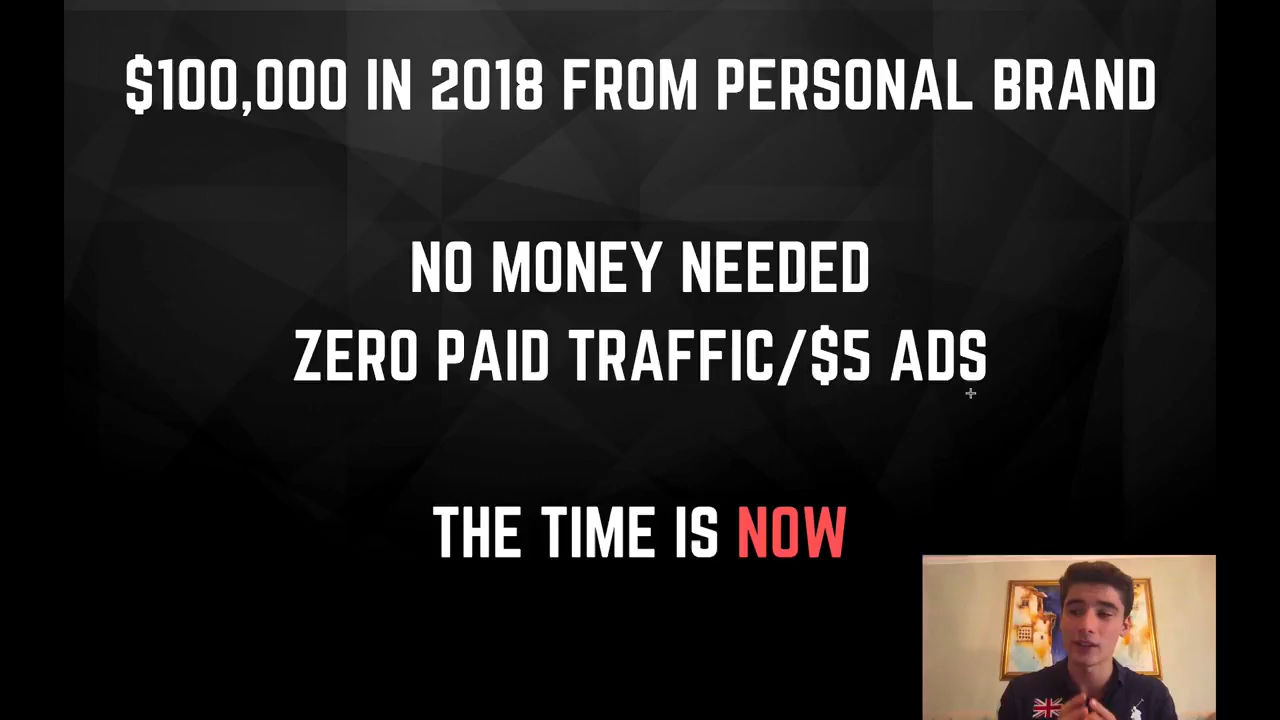 $100,000 IN 2018 FROM PERSONAL BRAND
NO MONEY NEEDED
ZERO PAID TRAFFIC/$5 ADS
THE TIME IS NOW